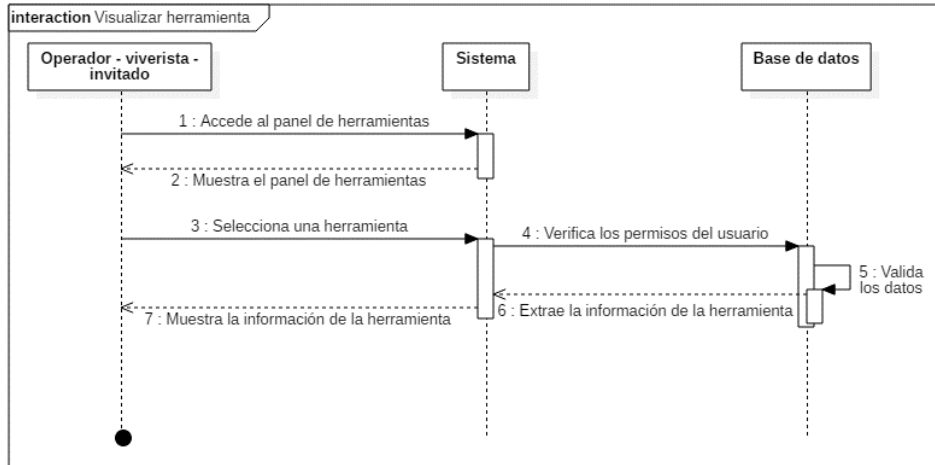 interaction Visualizar herramienta
Operador - viverista -
invitado
Sistema
Base de datos
1 : Accede al panel de herramientas
2 : Muestra el panel de herramientas
3 : Selecciona una herramienta
4 : Verifica los permisos del usuario
5 : Valida
los datos
6 : Extrae la información de la herramienta
7 : Muestra la información de la herramienta